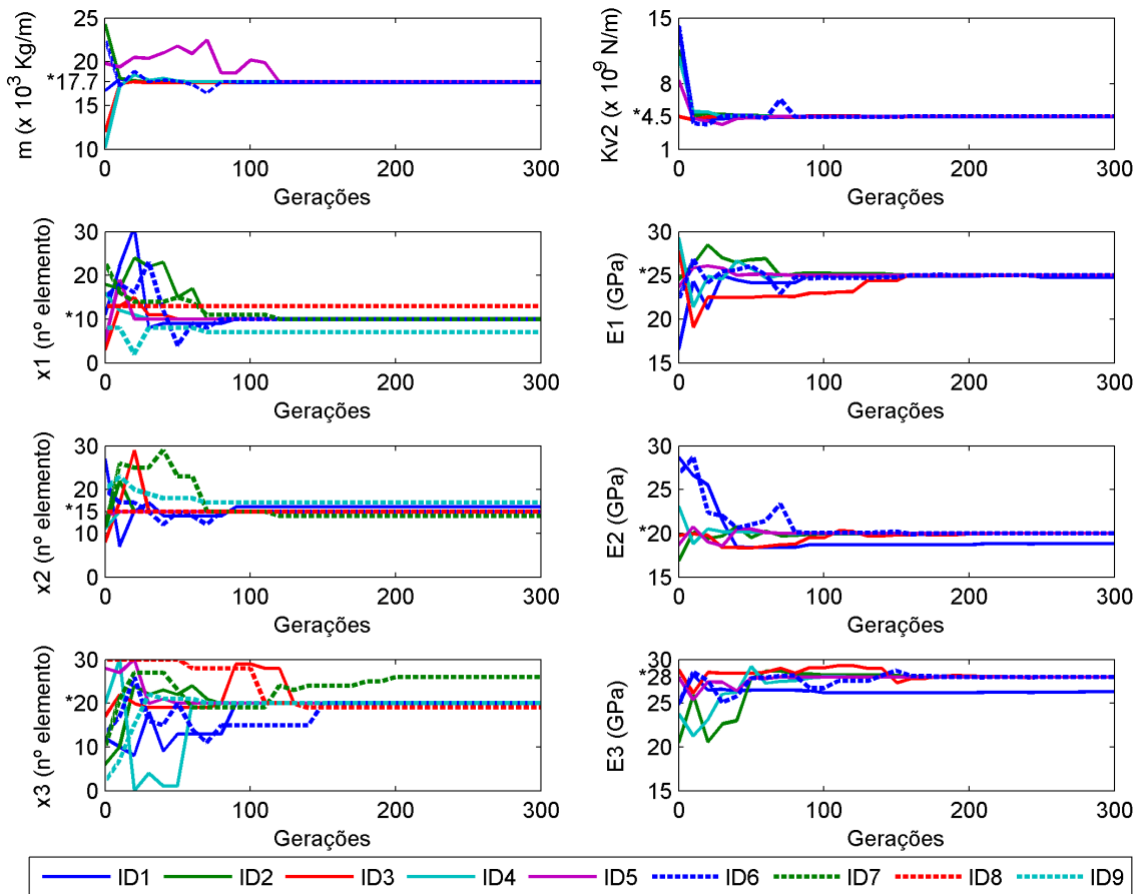 m (x 10³ Kg/m)
25
20
*17.7
15
10
0 100 200 300
Gerações
Kv2 (x 10⁹ N/m)
15
8
*4.5
1
0 100 200 300
Gerações
x1 (nº elemento)
30
20
*10
0
0 100 200 300
Gerações
E1 (GPa)
30
*25
20
15
0 100 200 300
Gerações
x2 (nº elemento)
30
20
*15
10
0
0 100 200 300
Gerações
E2 (GPa)
30
25
*20
15
0 100 200 300
Gerações
x3 (nº elemento)
30
*20
10
0
0 100 200 300
Gerações
E3 (GPa)
30
*28
25
20
15
0 100 200 300
Gerações
ID1 ID2 ID3 ID4 ID5 ID6 ID7 ID8 ID9